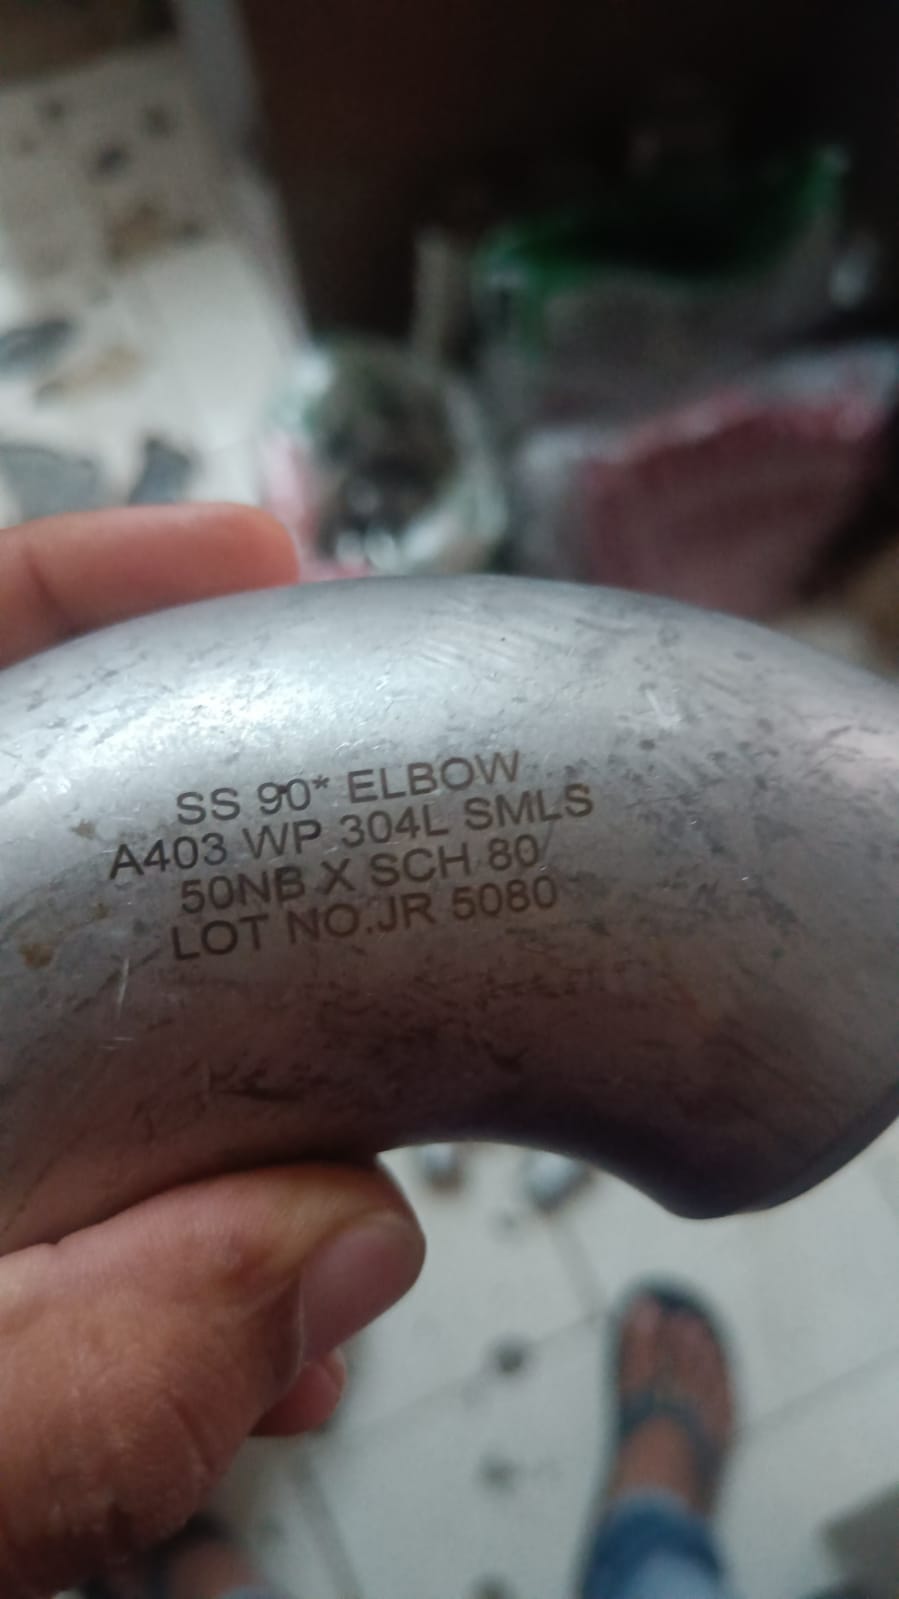 SS 90* ELBOW
A403 WP 304L SMLS
50NB X SCH 80
LOT NO.JR 5080